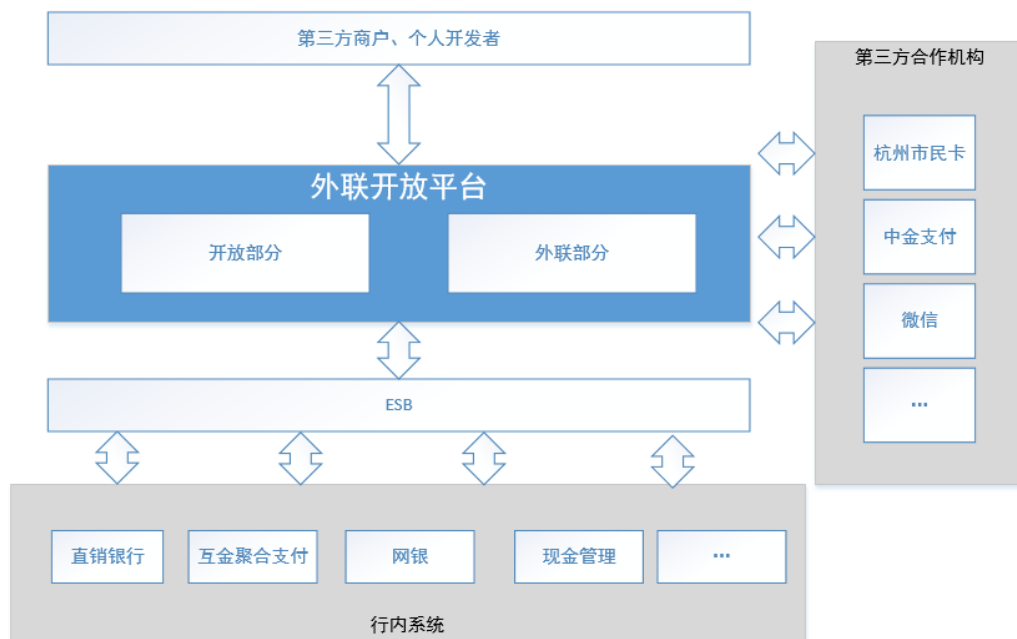 第三方商户、个人开发者
第三方合作机构
杭州市民卡
外联开放平台
开放部分
外联部分
中金支付
微信
...
ESB
直销银行
互金聚合支付
网银
现金管理
...
行内系统